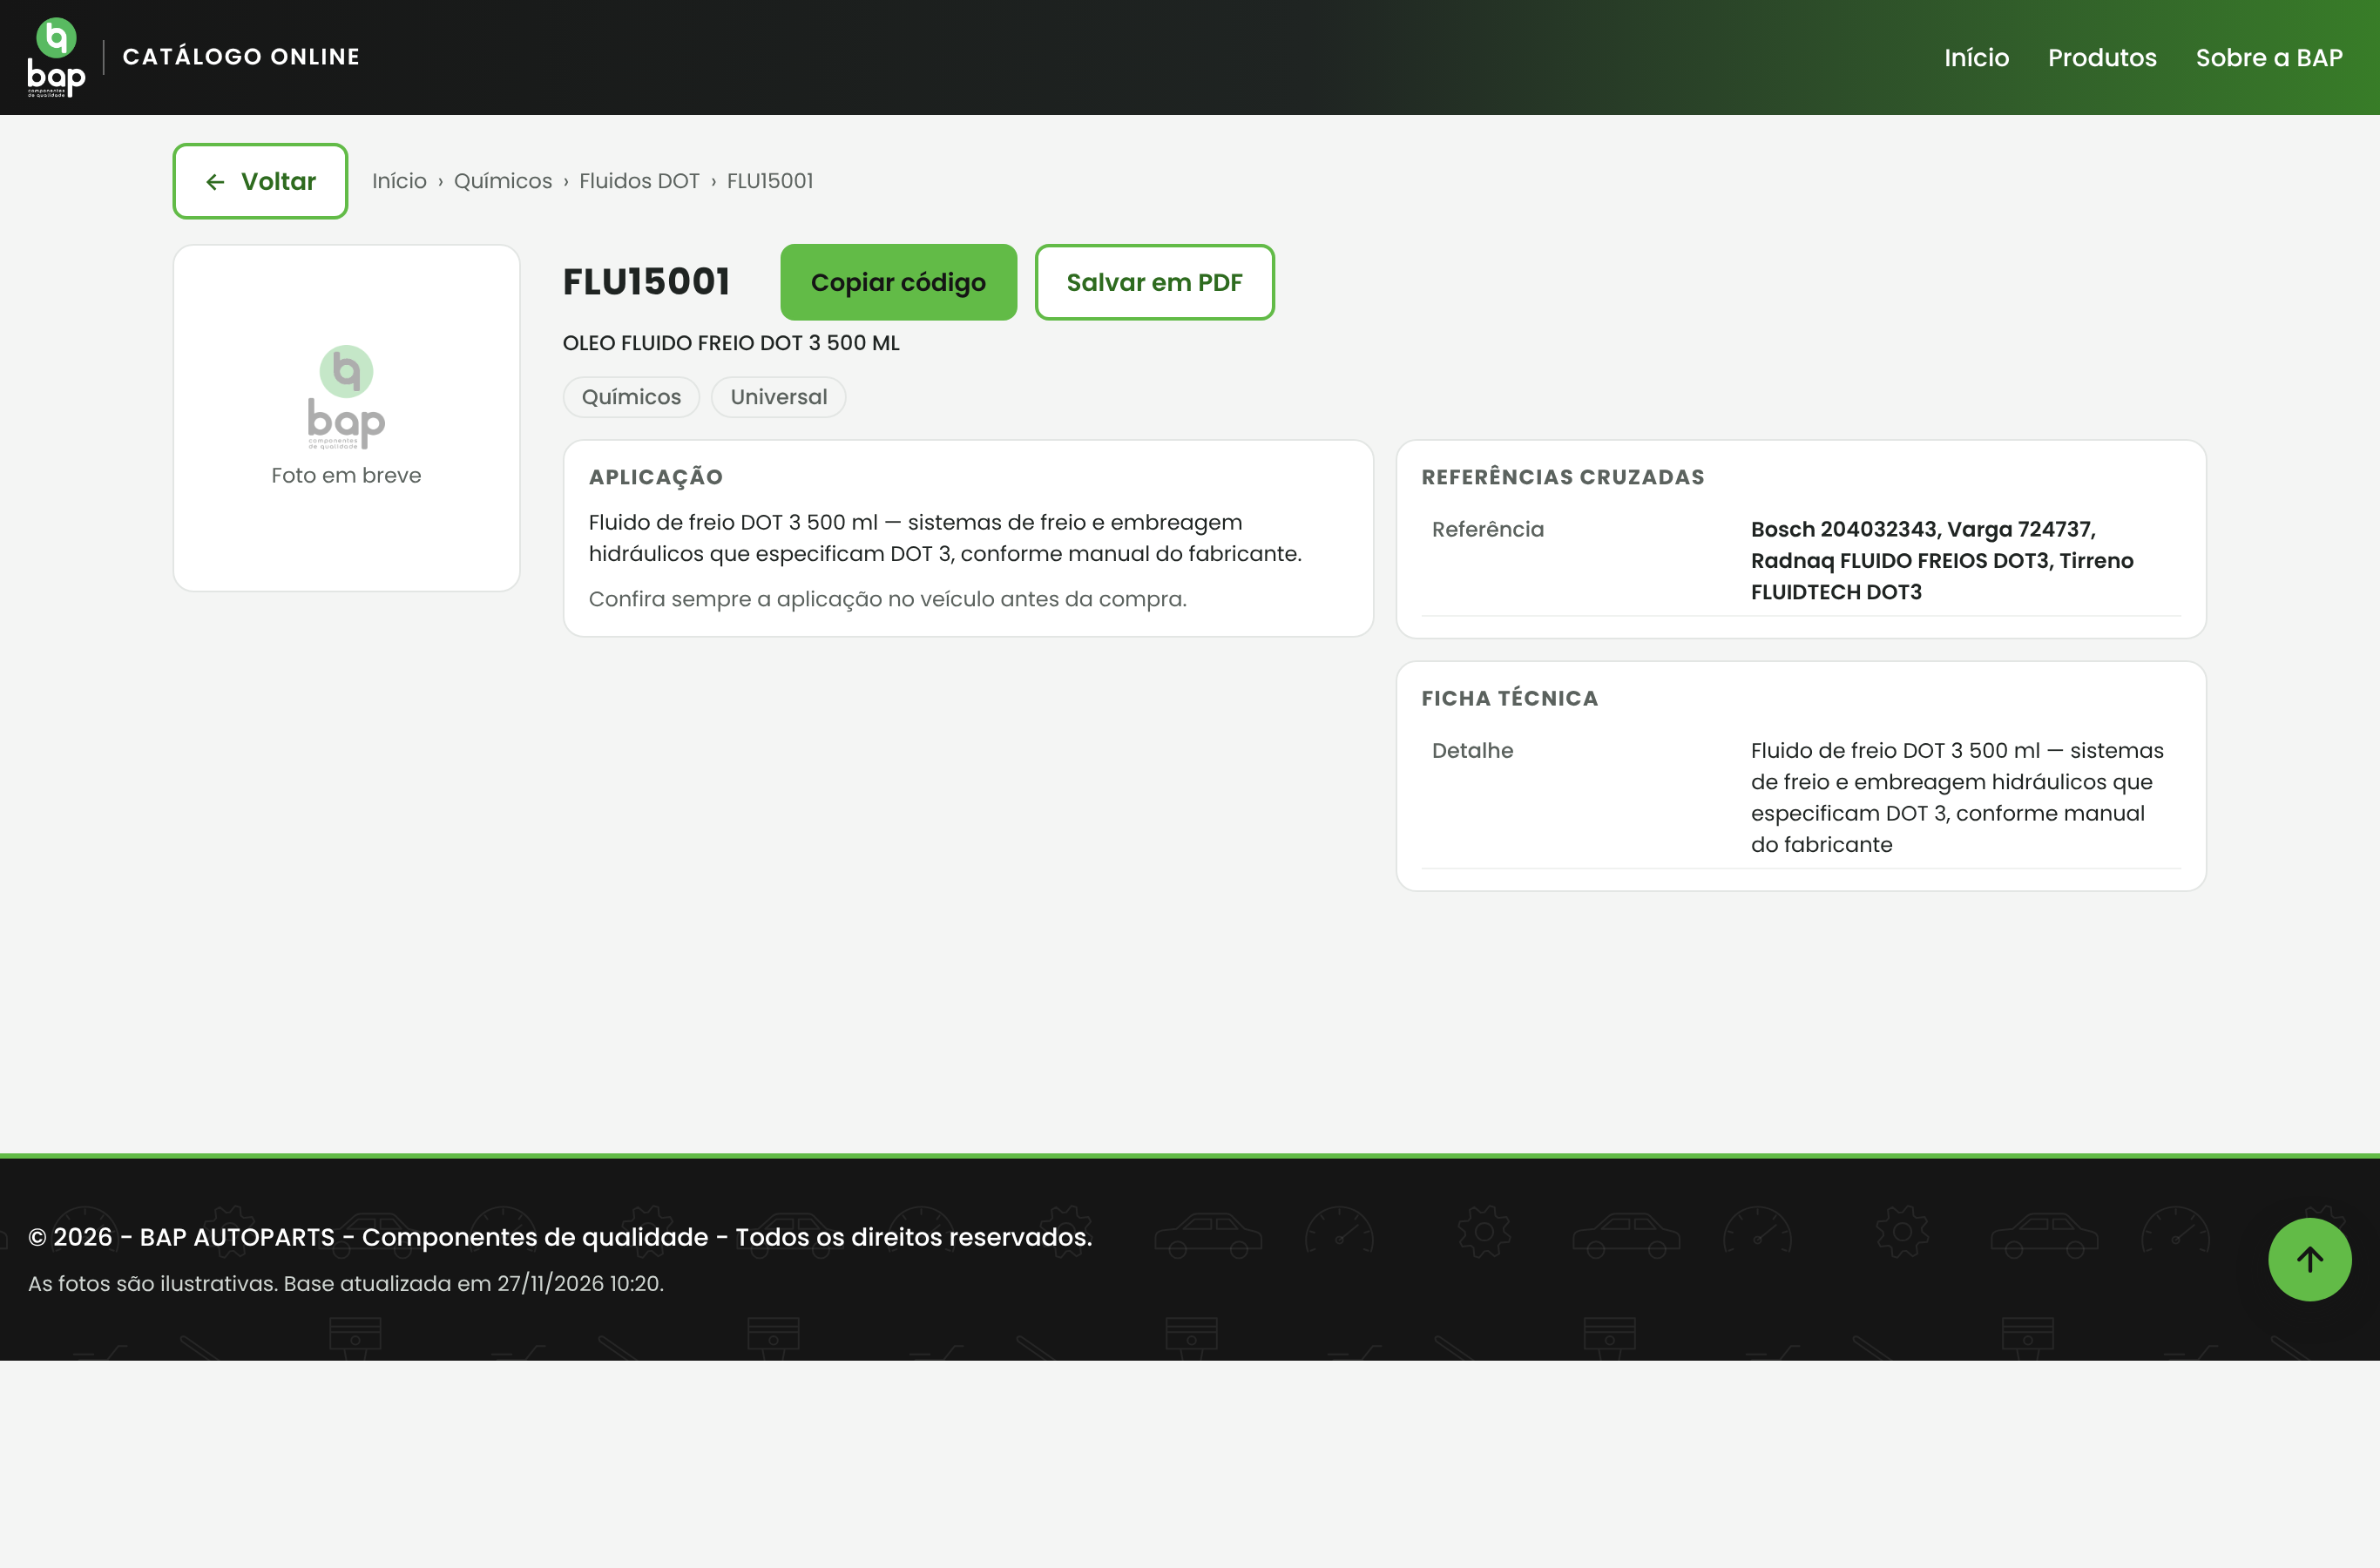 bap
componentes
de qualidade
CATÁLOGO ONLINE
Início
Produtos
Sobre a BAP
← Voltar
Início › Químicos › Fluidos DOT › FLU15001
bap
componentes
de qualidade
Foto em breve
FLU15001
Copiar código
Salvar em PDF
OLEO FLUIDO FREIO DOT 3 500 ML
Químicos
Universal
APLICAÇÃO
Fluido de freio DOT 3 500 ml — sistemas de freio e embreagem
hidráulicos que especificam DOT 3, conforme manual do fabricante.
Confira sempre a aplicação no veículo antes da compra.
REFERÊNCIAS CRUZADAS
Referência
Bosch 204032343, Varga 724737,
Radnaq FLUIDO FREIOS DOT3, Tirreno
FLUIDTECH DOT3
FICHA TÉCNICA
Detalhe
Fluido de freio DOT 3 500 ml — sistemas
de freio e embreagem hidráulicos que
especificam DOT 3, conforme manual
do fabricante
© 2026 - BAP AUTOPARTS - Componentes de qualidade - Todos os direitos reservados.
As fotos são ilustrativas. Base atualizada em 27/11/2026 10:20.